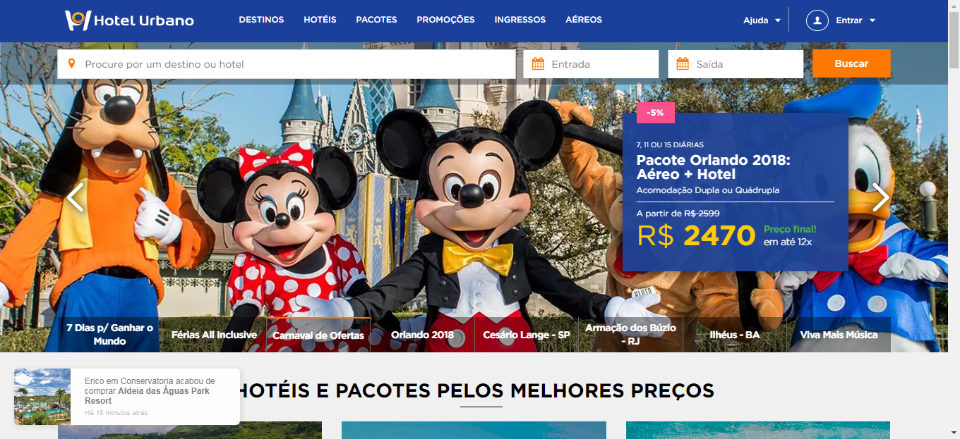 Hotel Urbano
DESTINOS HOTÉIS PACOTES PROMOÇÕES INGRESSOS AÉREOS
Ajuda Entrar
Procure por um destino ou hotel
Entrada
Saída
Buscar
-5%
7, 11 OU 15 DIÁRIAS
Pacote Orlando 2018:
Aéreo + Hotel
Acomodação Dupla ou Quádrupla
A partir de R$ 2599
R$ 2470
Preço final!
em até 12x
7 Dias p/ Ganhar o
Mundo
Férias All Inclusive
Carnaval de Ofertas
Orlando 2018
Cesário Lange - SP
Armação dos Búzio
- RJ
Ilhéus - BA
Viva Mais Música
HOTÉIS E PACOTES PELOS MELHORES PREÇOS
Erico em Conservatoria acabou de
comprar Aldeia das Águas Park
Resort
Há 18 minutos atrás